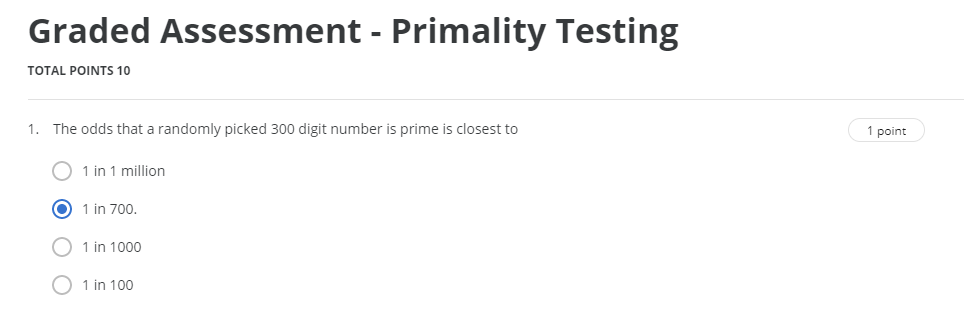 Graded Assessment - Primality Testing
TOTAL POINTS 10
1. The odds that a randomly picked 300 digit number is prime is closest to
1 point
1 in 1 million
1 in 700.
1 in 1000
1 in 100